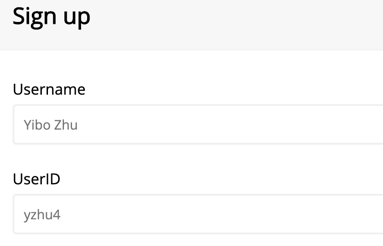 Sign up
Username
Yibo Zhu
UserID
yzhu4